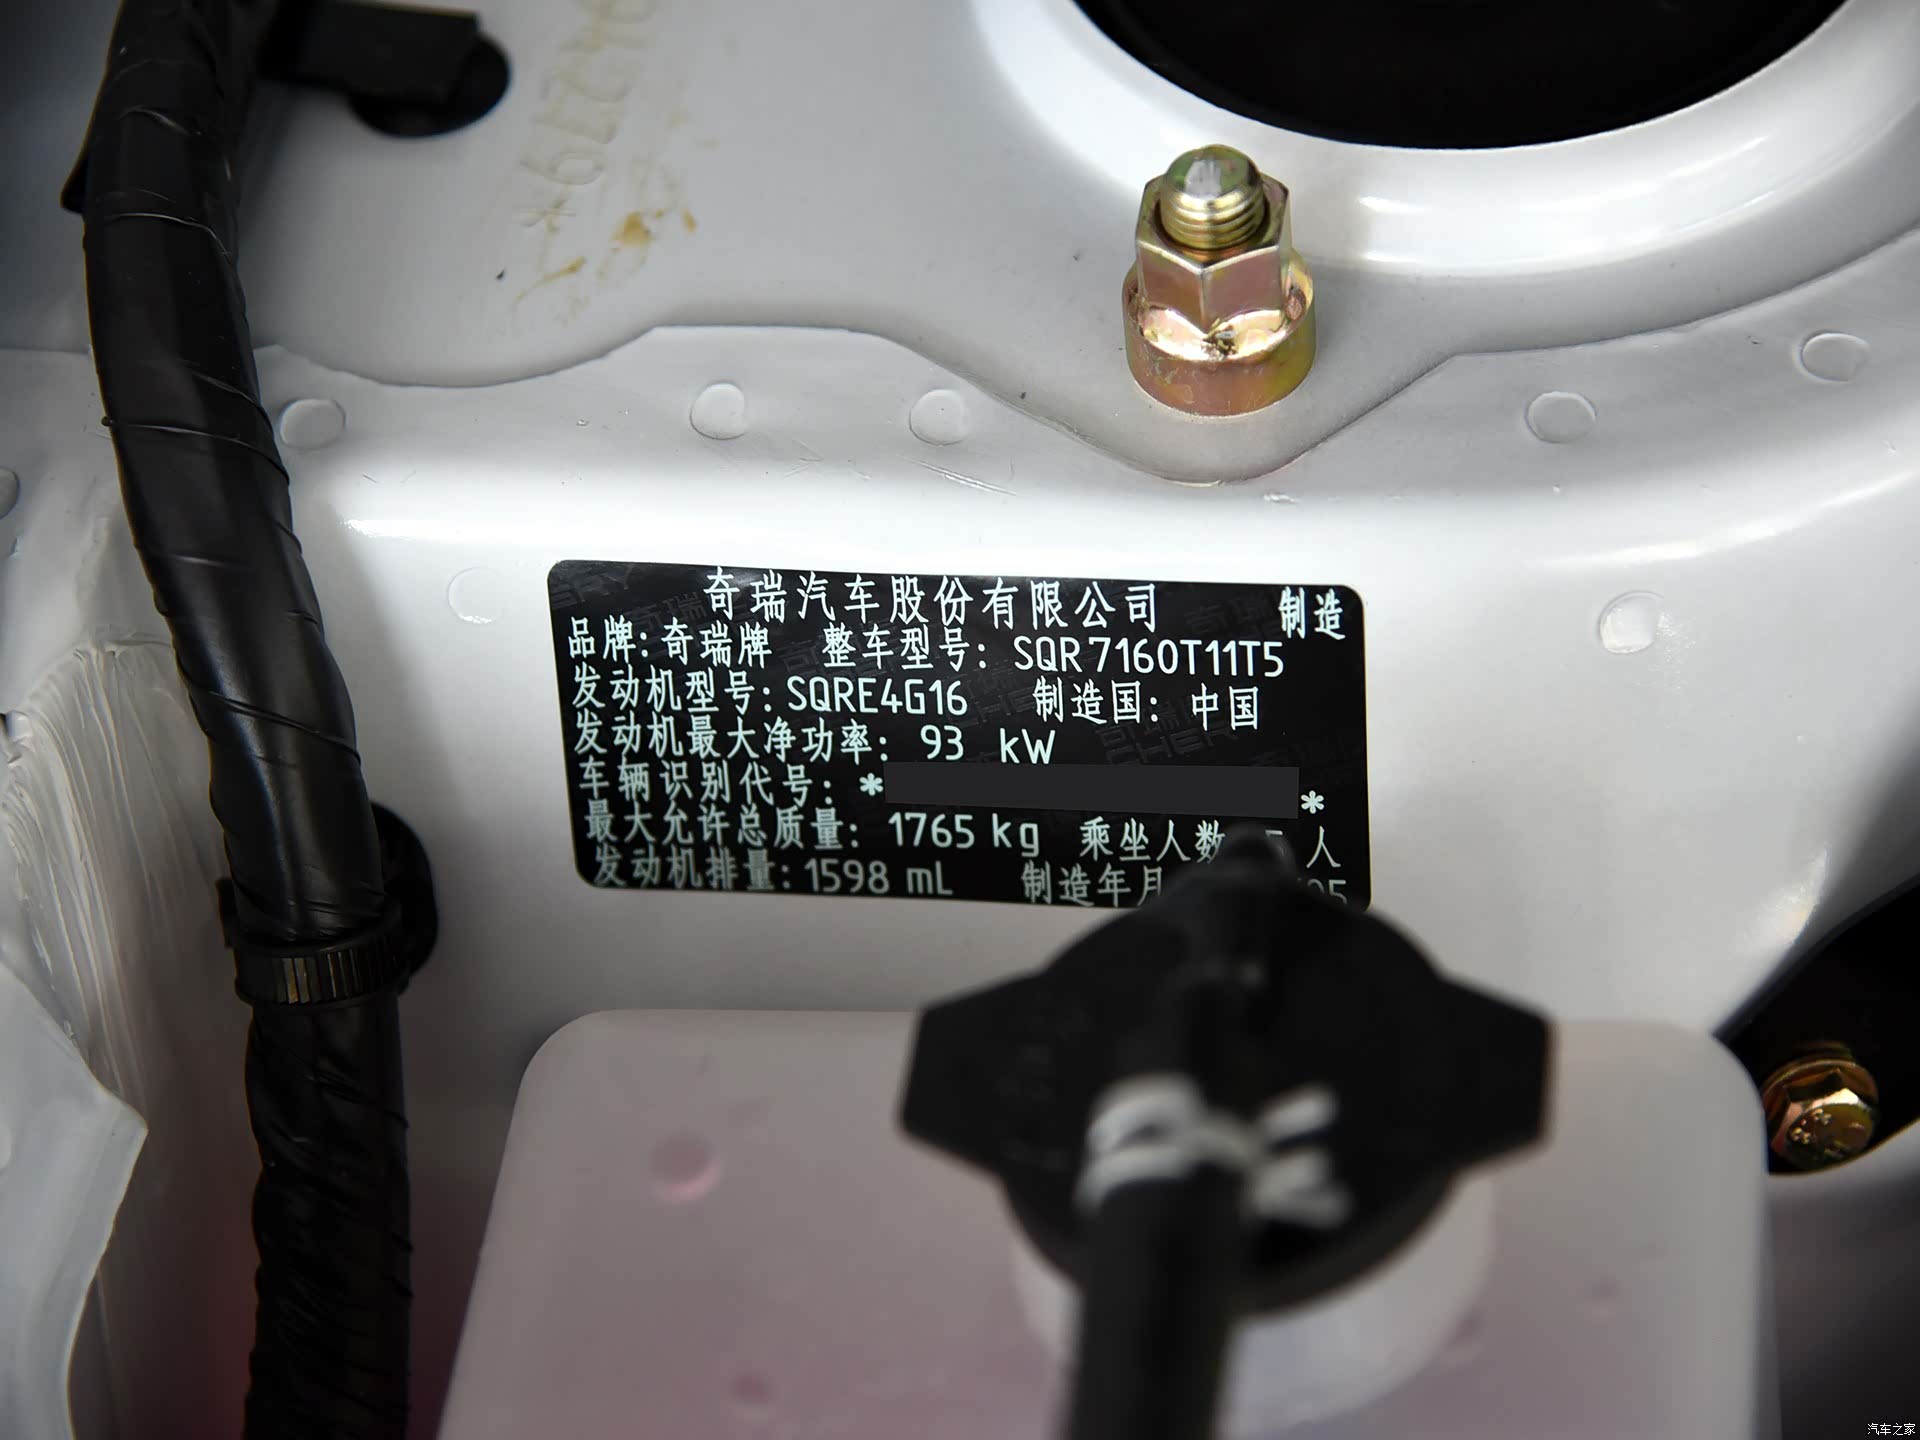 奇瑞汽车股份有限公司 制造
品牌:奇瑞牌 整车型号:SQR7160T11T5
发动机型号:SQRE4G16 制造国:中国
发动机最大净功率: 93 kW
车辆识别代号:* *
最大允许总质量: 1765 kg 乘坐人数 人
发动机排量:1598 mL 制造年月
汽车之家